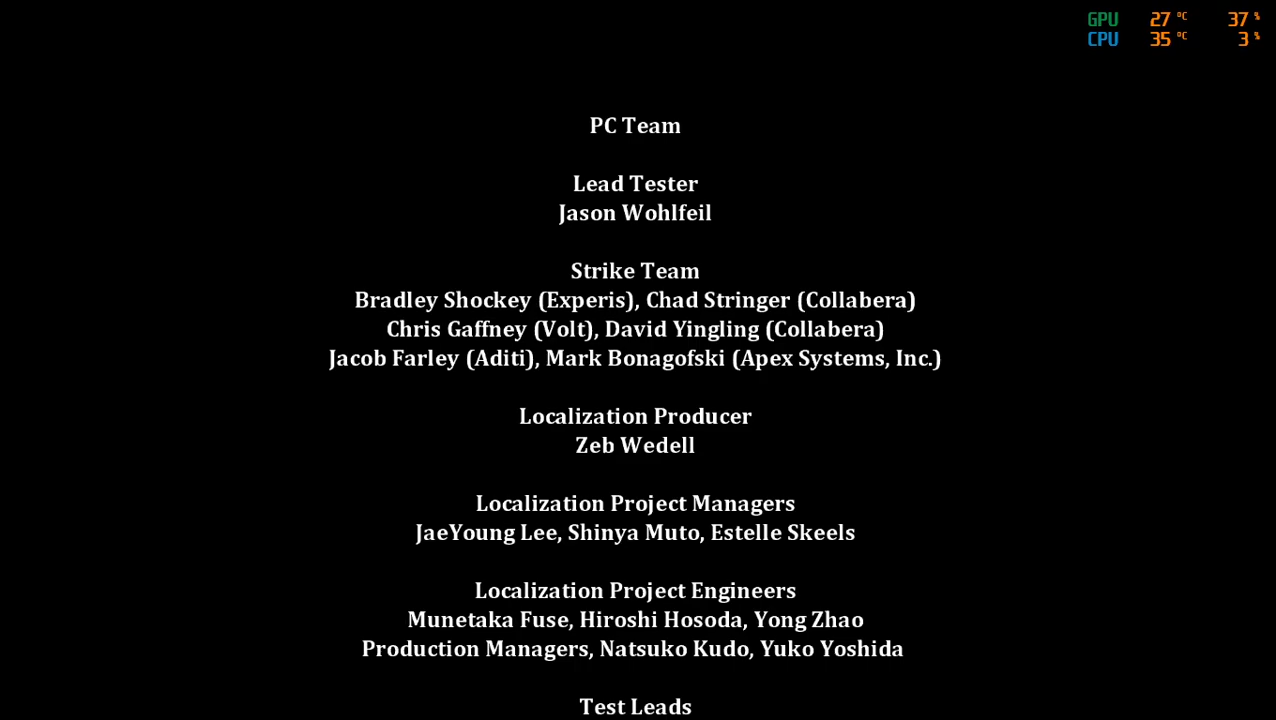 GPU 27 °C 37 %
CPU 35 °C 3 %
PC Team
Lead Tester
Jason Wohlfeil
Strike Team
Bradley Shockey (Experis), Chad Stringer (Collabera)
Chris Gaffney (Volt), David Yingling (Collabera)
Jacob Farley (Aditi), Mark Bonagofski (Apex Systems, Inc.)
Localization Producer
Zeb Wedell
Localization Project Managers
JaeYoung Lee, Shinya Muto, Estelle Skeels
Localization Project Engineers
Munetaka Fuse, Hiroshi Hosoda, Yong Zhao
Production Managers, Natsuko Kudo, Yuko Yoshida
Test Leads